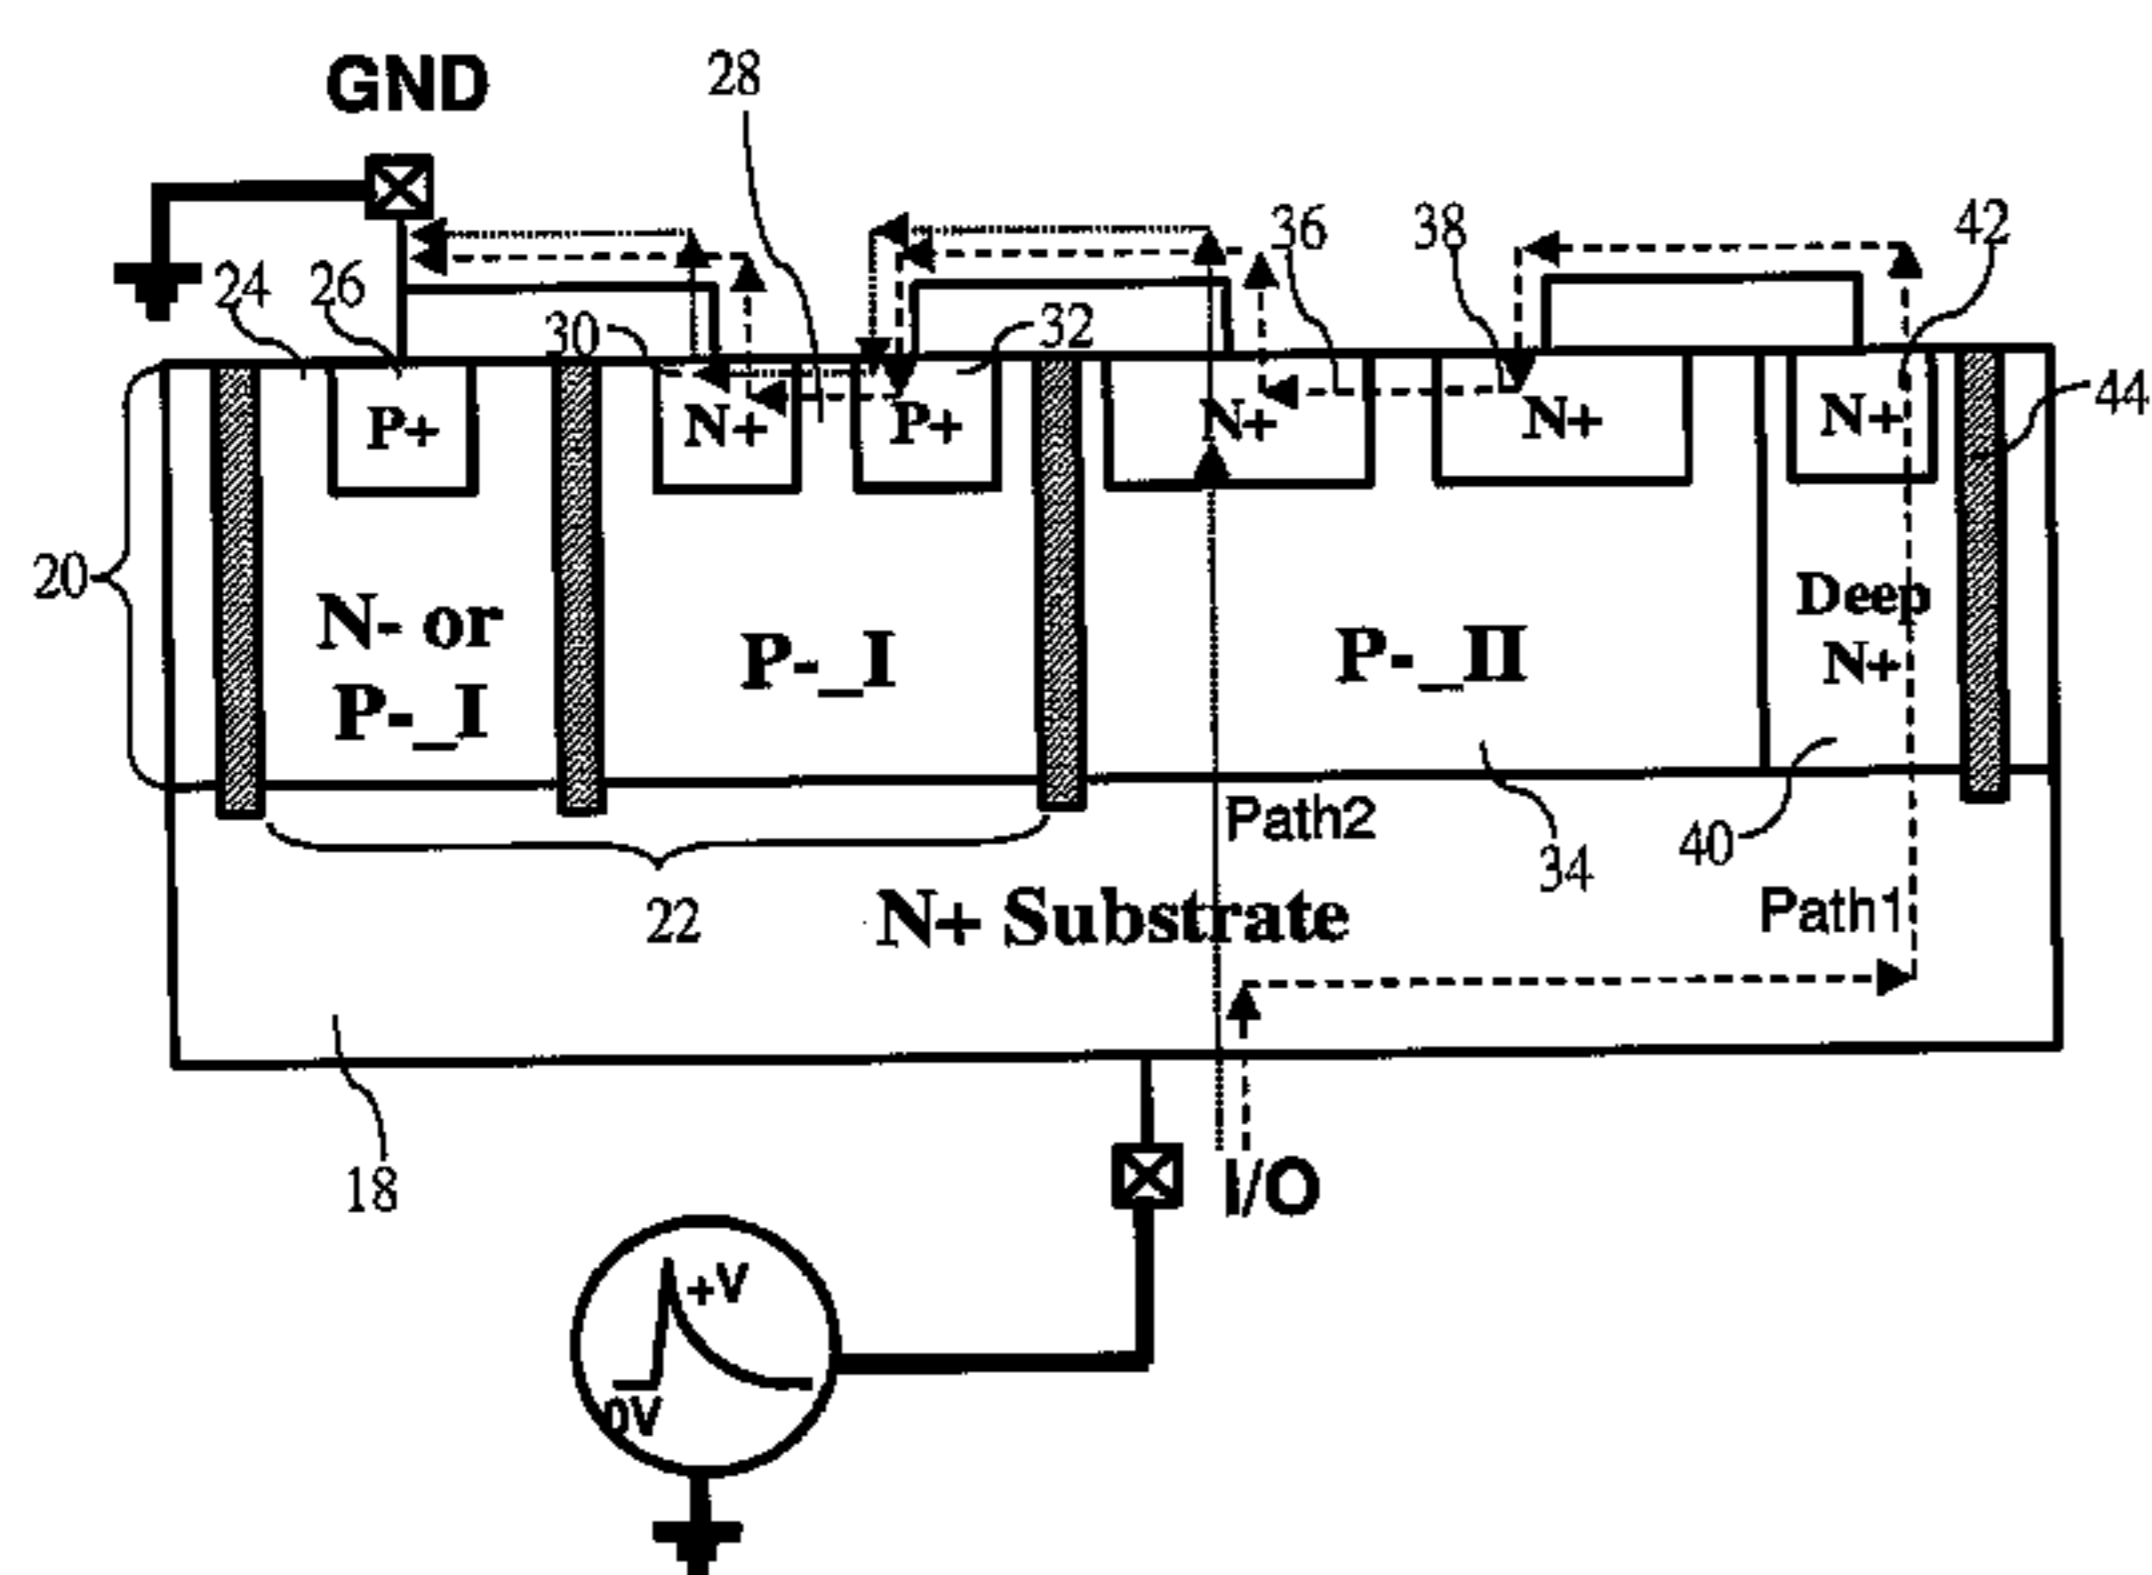 GND
28
24
26
30
32
36
38
42
44
P+
N+
P+
N+
N+
N+
20
N- or
P-_I
P-_I
P-_II
Deep
N+
Path2
34
40
Path1
22
N+ Substrate
18
I/O
+V
0V